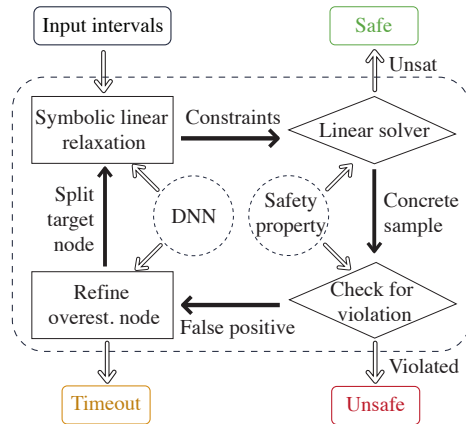 Input intervals
Safe
Unsat
Symbolic linear
relaxation
Constraints
Linear solver
Split
target
node
DNN
Safety
property
Concrete
sample
Refine
overest. node
False positive
Check for
violation
Violated
Timeout
Unsafe